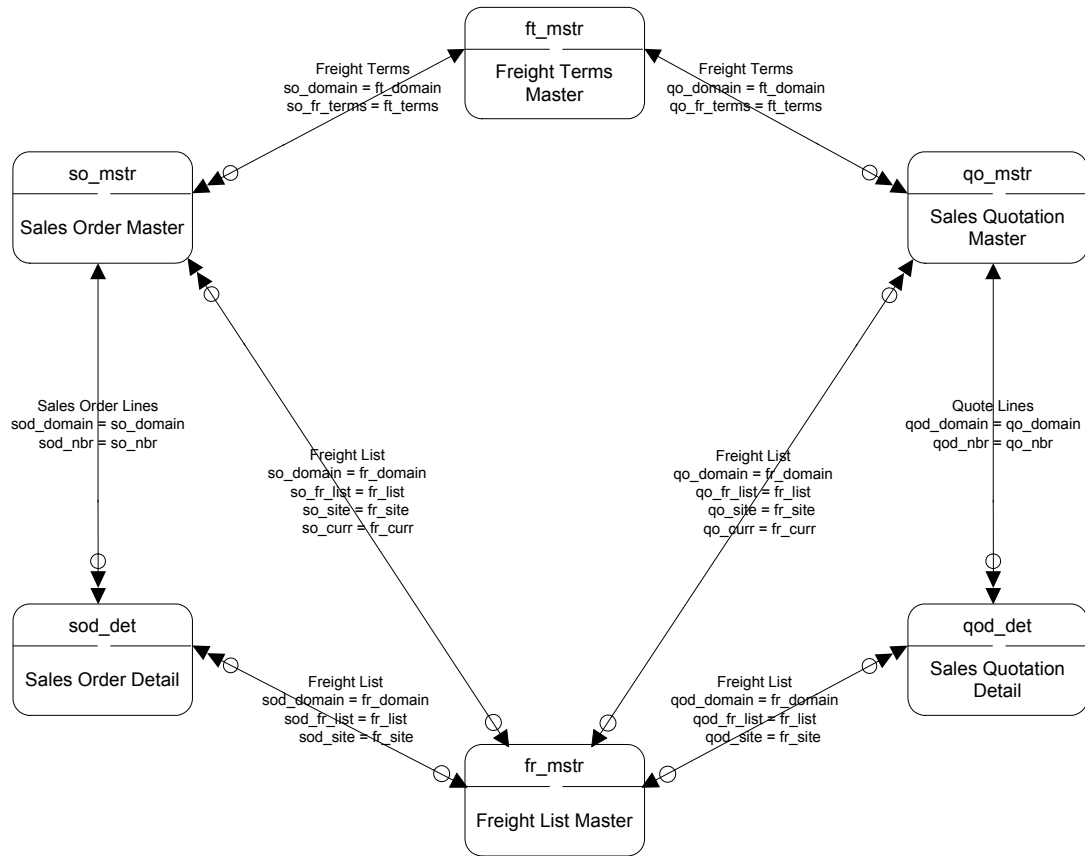 ft_mstr
Freight Terms
Master
Freight Terms
so_domain = ft_domain
so_fr_terms = ft_terms
Freight Terms
qo_domain = ft_domain
qo_fr_terms = ft_terms
so_mstr
Sales Order Master
qo_mstr
Sales Quotation
Master
Sales Order Lines
sod_domain = so_domain
sod_nbr = so_nbr
Quote Lines
qod_domain = qo_domain
qod_nbr = qo_nbr
Freight List
so_domain = fr_domain
so_fr_list = fr_list
so_site = fr_site
so_curr = fr_curr
Freight List
qo_domain = fr_domain
qo_fr_list = fr_list
qo_site = fr_site
qo_curr = fr_curr
sod_det
Sales Order Detail
qod_det
Sales Quotation
Detail
Freight List
sod_domain = fr_domain
sod_fr_list = fr_list
sod_site = fr_site
Freight List
qod_domain = fr_domain
qod_fr_list = fr_list
qod_site = fr_site
fr_mstr
Freight List Master